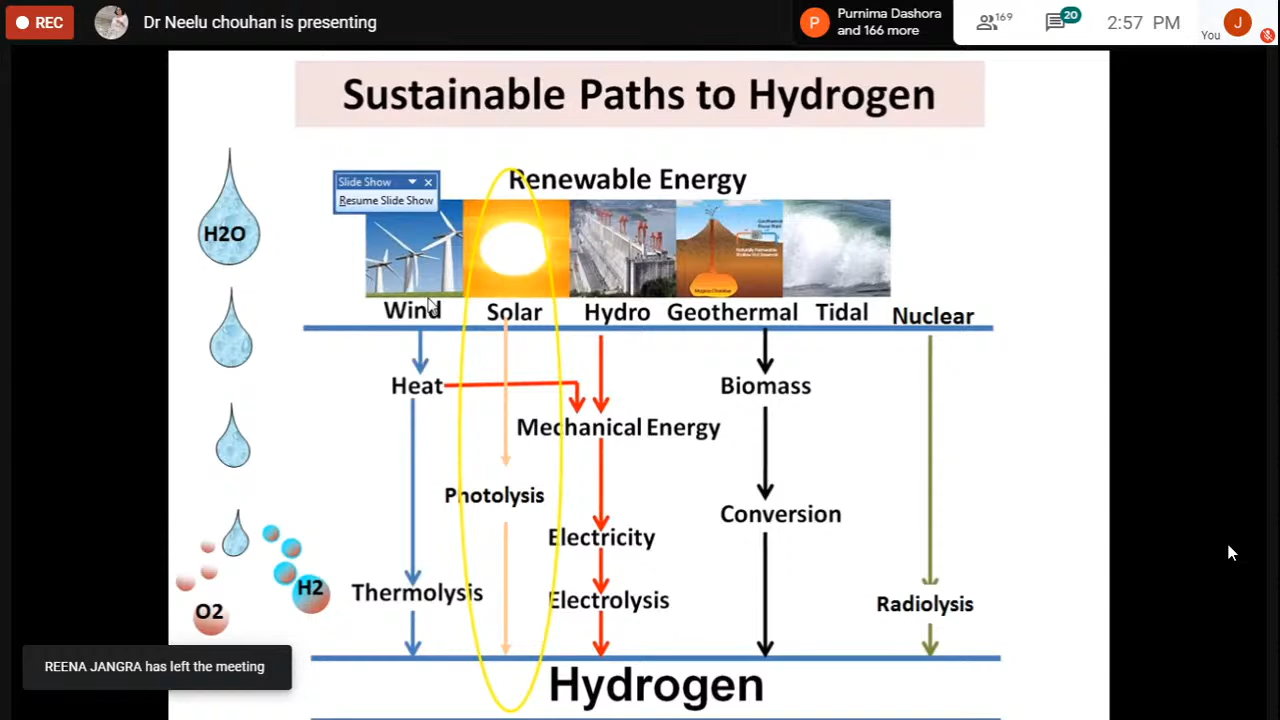 REC
Dr Neelu chouhan is presenting
P
Purnima Dashora
and 166 more
169
20
2:57 PM
You
J
Sustainable Paths to Hydrogen
Renewable Energy
Slide Show
Resume Slide Show
H2O
Wind Solar Hydro Geothermal Tidal Nuclear
Heat
Biomass
Mechanical Energy
Photolysis
Conversion
Electricity
H2
Thermolysis
Electrolysis
Radiolysis
O2
REENA JANGRA has left the meeting
Hydrogen